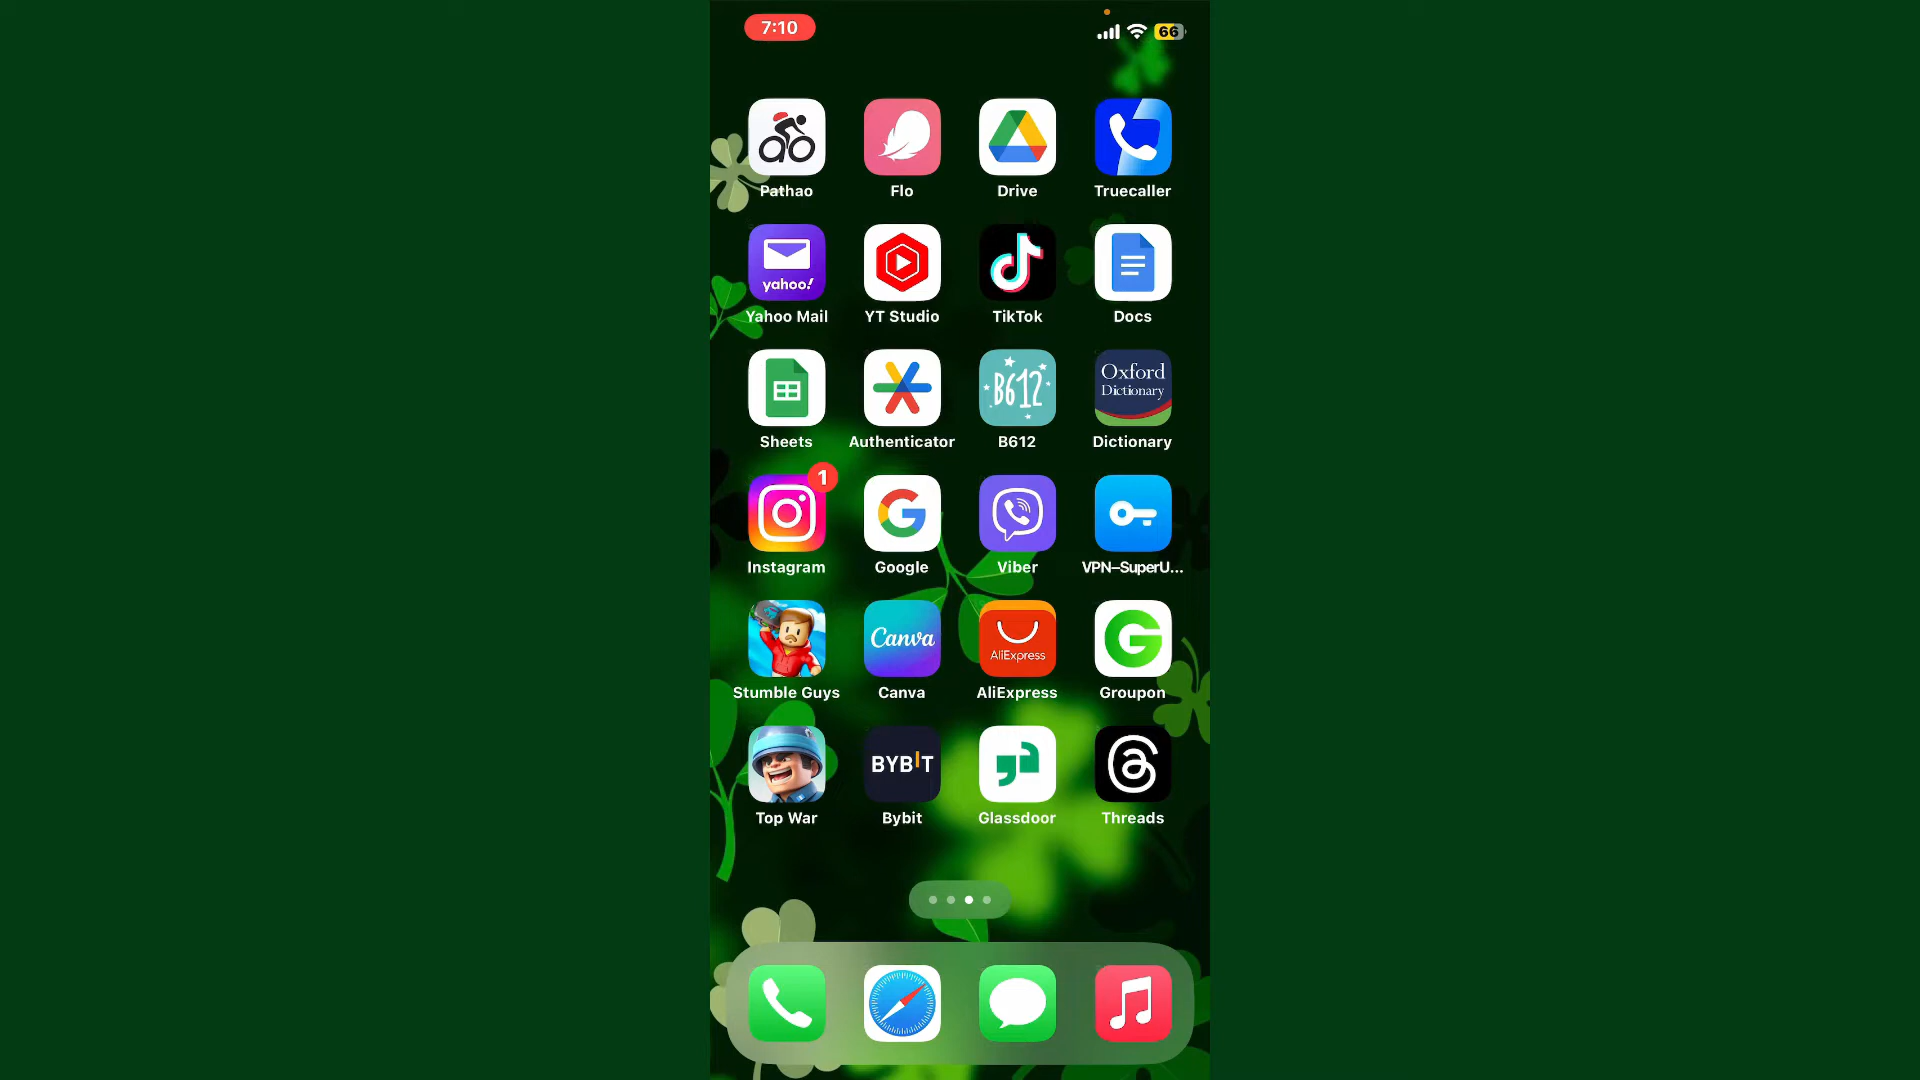 7:10
66
Pathao Flo Drive Truecaller
yahoo!
Yahoo Mail YT Studio TikTok Docs
B612 Oxford
Dictionary
Sheets Authenticator B612 Dictionary
1
Instagram Google Viber VPN–SuperU...
Canva AliExpress
Stumble Guys Canva AliExpress Groupon
BYBIT
Top War Bybit Glassdoor Threads